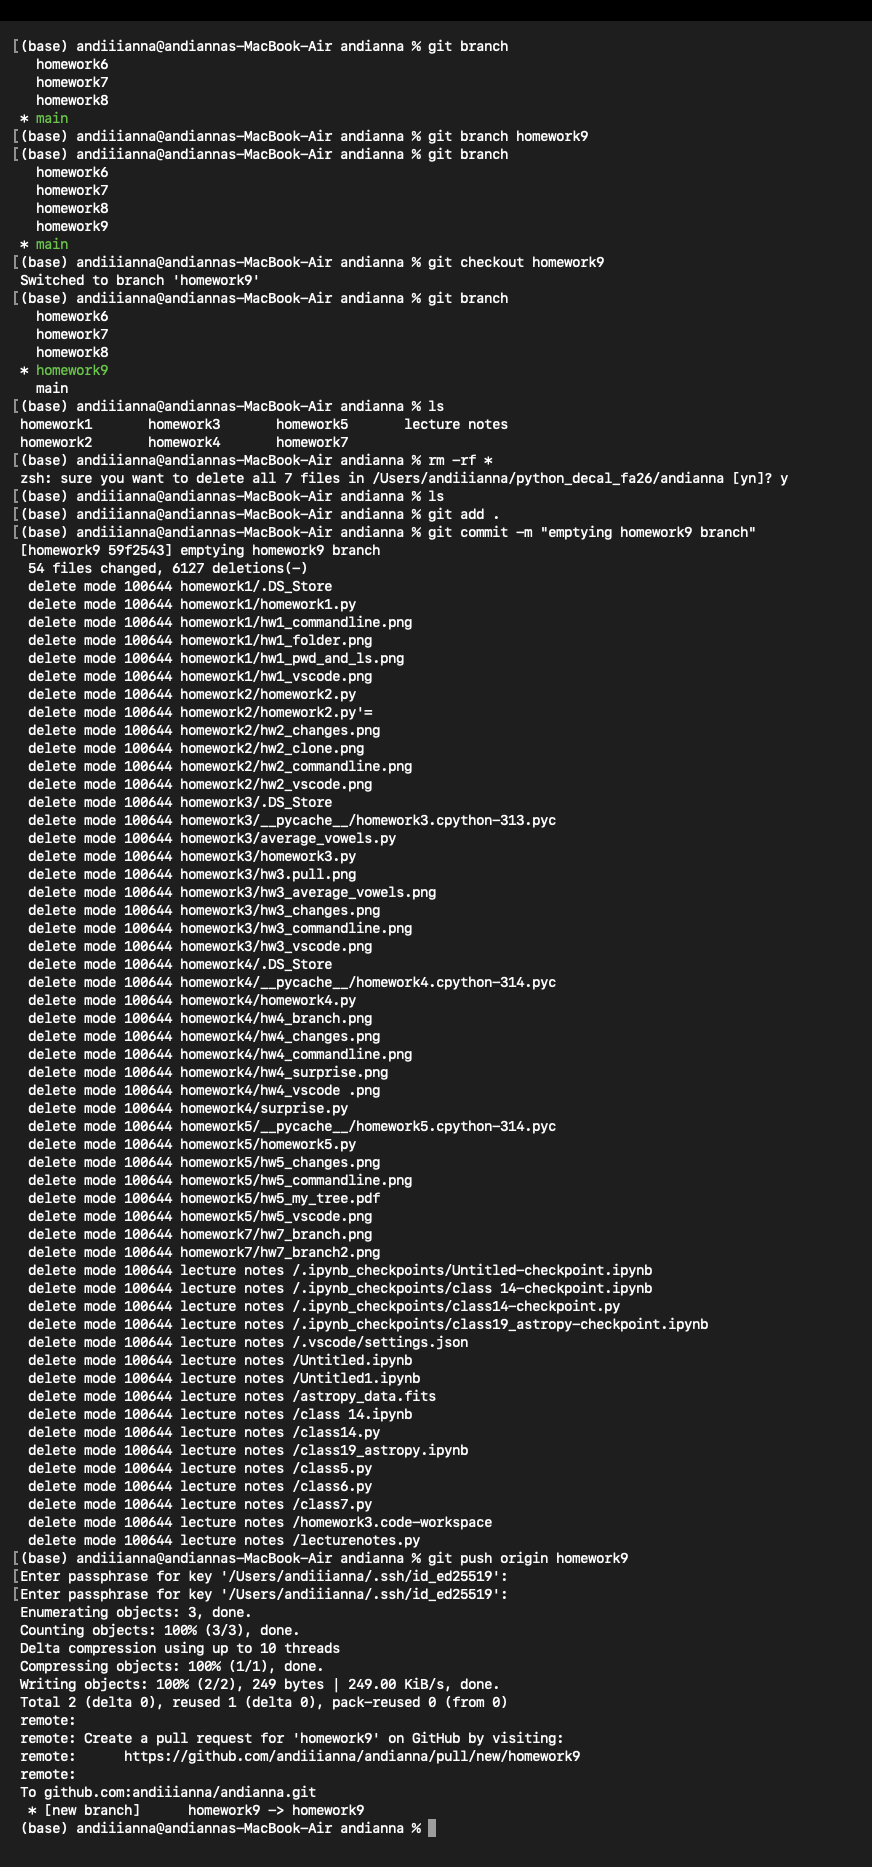 [(base) andiiianna@andiannas-MacBook-Air andianna % git branch
homework6
homework7
homework8
* main
[(base) andiiianna@andiannas-MacBook-Air andianna % git branch homework9
[(base) andiiianna@andiannas-MacBook-Air andianna % git branch
homework6
homework7
homework8
homework9
* main
[(base) andiiianna@andiannas-MacBook-Air andianna % git checkout homework9
Switched to branch 'homework9'
[(base) andiiianna@andiannas-MacBook-Air andianna % git branch
homework6
homework7
homework8
* homework9
main
[(base) andiiianna@andiannas-MacBook-Air andianna % ls
homework1 homework3 homework5 lecture notes
homework2 homework4 homework7
[(base) andiiianna@andiannas-MacBook-Air andianna % rm -rf *
zsh: sure you want to delete all 7 files in /Users/andiiianna/python_decal_fa26/andianna [yn]? y
[(base) andiiianna@andiannas-MacBook-Air andianna % ls
[(base) andiiianna@andiannas-MacBook-Air andianna % git add .
[(base) andiiianna@andiannas-MacBook-Air andianna % git commit -m "emptying homework9 branch"
[homework9 59f2543] emptying homework9 branch
54 files changed, 6127 deletions(-)
delete mode 100644 homework1/.DS_Store
delete mode 100644 homework1/homework1.py
delete mode 100644 homework1/hw1_commandline.png
delete mode 100644 homework1/hw1_folder.png
delete mode 100644 homework1/hw1_pwd_and_ls.png
delete mode 100644 homework1/hw1_vscode.png
delete mode 100644 homework2/homework2.py
delete mode 100644 homework2/homework2.py'=
delete mode 100644 homework2/hw2_changes.png
delete mode 100644 homework2/hw2_clone.png
delete mode 100644 homework2/hw2_commandline.png
delete mode 100644 homework2/hw2_vscode.png
delete mode 100644 homework3/.DS_Store
delete mode 100644 homework3/__pycache__/homework3.cpython-313.pyc
delete mode 100644 homework3/average_vowels.py
delete mode 100644 homework3/homework3.py
delete mode 100644 homework3/hw3.pull.png
delete mode 100644 homework3/hw3_average_vowels.png
delete mode 100644 homework3/hw3_changes.png
delete mode 100644 homework3/hw3_commandline.png
delete mode 100644 homework3/hw3_vscode.png
delete mode 100644 homework4/.DS_Store
delete mode 100644 homework4/__pycache__/homework4.cpython-314.pyc
delete mode 100644 homework4/homework4.py
delete mode 100644 homework4/hw4_branch.png
delete mode 100644 homework4/hw4_changes.png
delete mode 100644 homework4/hw4_commandline.png
delete mode 100644 homework4/hw4_surprise.png
delete mode 100644 homework4/hw4_vscode .png
delete mode 100644 homework4/surprise.py
delete mode 100644 homework5/__pycache__/homework5.cpython-314.pyc
delete mode 100644 homework5/homework5.py
delete mode 100644 homework5/hw5_changes.png
delete mode 100644 homework5/hw5_commandline.png
delete mode 100644 homework5/hw5_my_tree.pdf
delete mode 100644 homework5/hw5_vscode.png
delete mode 100644 homework7/hw7_branch.png
delete mode 100644 homework7/hw7_branch2.png
delete mode 100644 lecture notes /.ipynb_checkpoints/Untitled-checkpoint.ipynb
delete mode 100644 lecture notes /.ipynb_checkpoints/class 14-checkpoint.ipynb
delete mode 100644 lecture notes /.ipynb_checkpoints/class14-checkpoint.py
delete mode 100644 lecture notes /.ipynb_checkpoints/class19_astropy-checkpoint.ipynb
delete mode 100644 lecture notes /.vscode/settings.json
delete mode 100644 lecture notes /Untitled.ipynb
delete mode 100644 lecture notes /Untitled1.ipynb
delete mode 100644 lecture notes /astropy_data.fits
delete mode 100644 lecture notes /class 14.ipynb
delete mode 100644 lecture notes /class14.py
delete mode 100644 lecture notes /class19_astropy.ipynb
delete mode 100644 lecture notes /class5.py
delete mode 100644 lecture notes /class6.py
delete mode 100644 lecture notes /class7.py
delete mode 100644 lecture notes /homework3.code-workspace
delete mode 100644 lecture notes /lecturenotes.py
[(base) andiiianna@andiannas-MacBook-Air andianna % git push origin homework9
[Enter passphrase for key '/Users/andiiianna/.ssh/id_ed25519':
[Enter passphrase for key '/Users/andiiianna/.ssh/id_ed25519':
Enumerating objects: 3, done.
Counting objects: 100% (3/3), done.
Delta compression using up to 10 threads
Compressing objects: 100% (1/1), done.
Writing objects: 100% (2/2), 249 bytes | 249.00 KiB/s, done.
Total 2 (delta 0), reused 1 (delta 0), pack-reused 0 (from 0)
remote:
remote: Create a pull request for 'homework9' on GitHub by visiting:
remote: https://github.com/andiiianna/andianna/pull/new/homework9
remote:
To github.com:andiiianna/andianna.git
* [new branch] homework9 -> homework9
(base) andiiianna@andiannas-MacBook-Air andianna %